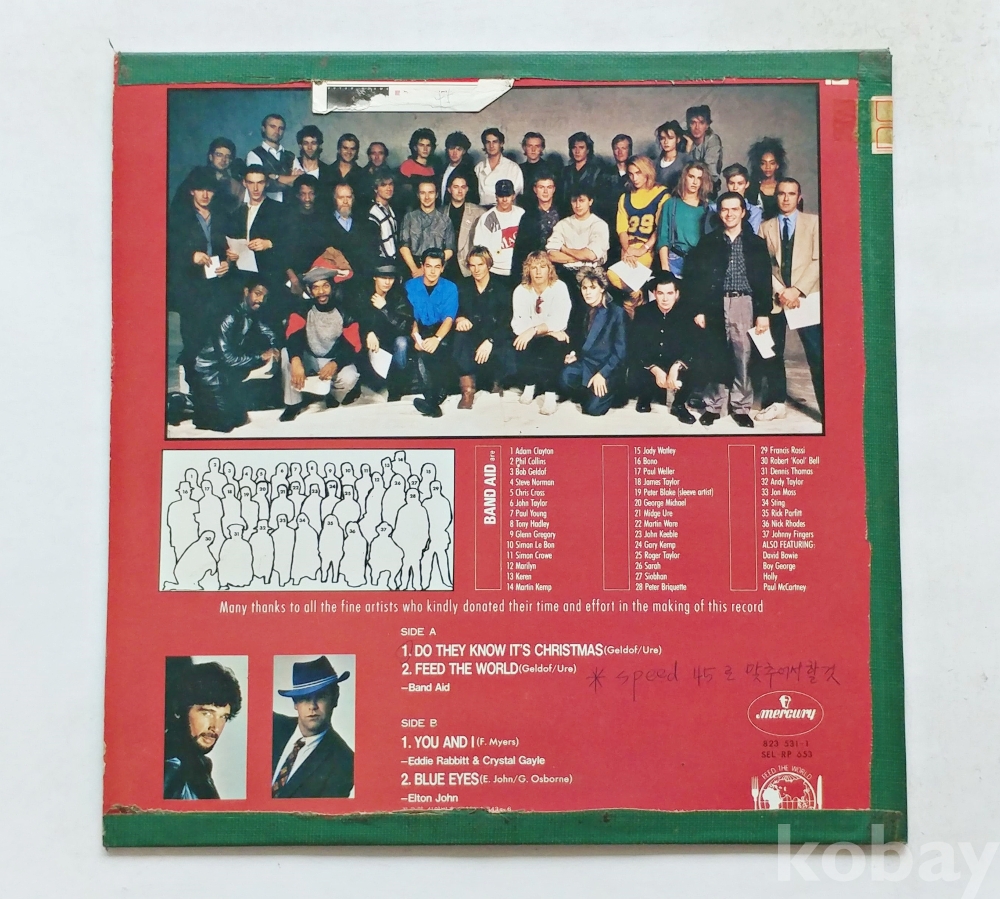 39
BAND AID are
1 Adam Clayton
2 Phil Collins
3 Bob Geldof
4 Steve Norman
5 Chris Cross
6 John Taylor
7 Paul Young
8 Tony Hadley
9 Glenn Gregory
10 Simon Le Bon
11 Simon Crowe
12 Marilyn
13 Keren
14 Martin Kemp
15 Jody Watley
16 Bono
17 Paul Weller
18 James Taylor
19 Peter Blake (sleeve artist)
20 George Michael
21 Midge Ure
22 Martin Ware
23 John Keeble
24 Gary Kemp
25 Roger Taylor
26 Sarah
27 Siobhan
28 Peter Briquette
29 Francis Rossi
30 Robert 'Kool' Bell
31 Dennis Thomas
32 Andy Taylor
33 Jon Moss
34 Sting
35 Rick Parfitt
36 Nick Rhodes
37 Johnny Fingers
ALSO FEATURING:
David Bowie
Boy George
Holly
Paul McCartney
Many thanks to all the fine artists who kindly donated their time and effort in the making of this record
SIDE A
1. DO THEY KNOW IT'S CHRISTMAS (Geldof/Ure)
2. FEED THE WORLD (Geldof/Ure)
–Band Aid
* speed 45로 맞추어서 할 것
SIDE B
1. YOU AND I (F. Myers)
–Eddie Rabbitt & Crystal Gayle
2. BLUE EYES (E. John/G. Osborne)
–Elton John
mercury
823 531-1
SEL-RP 653
FEED THE WORLD
kobay